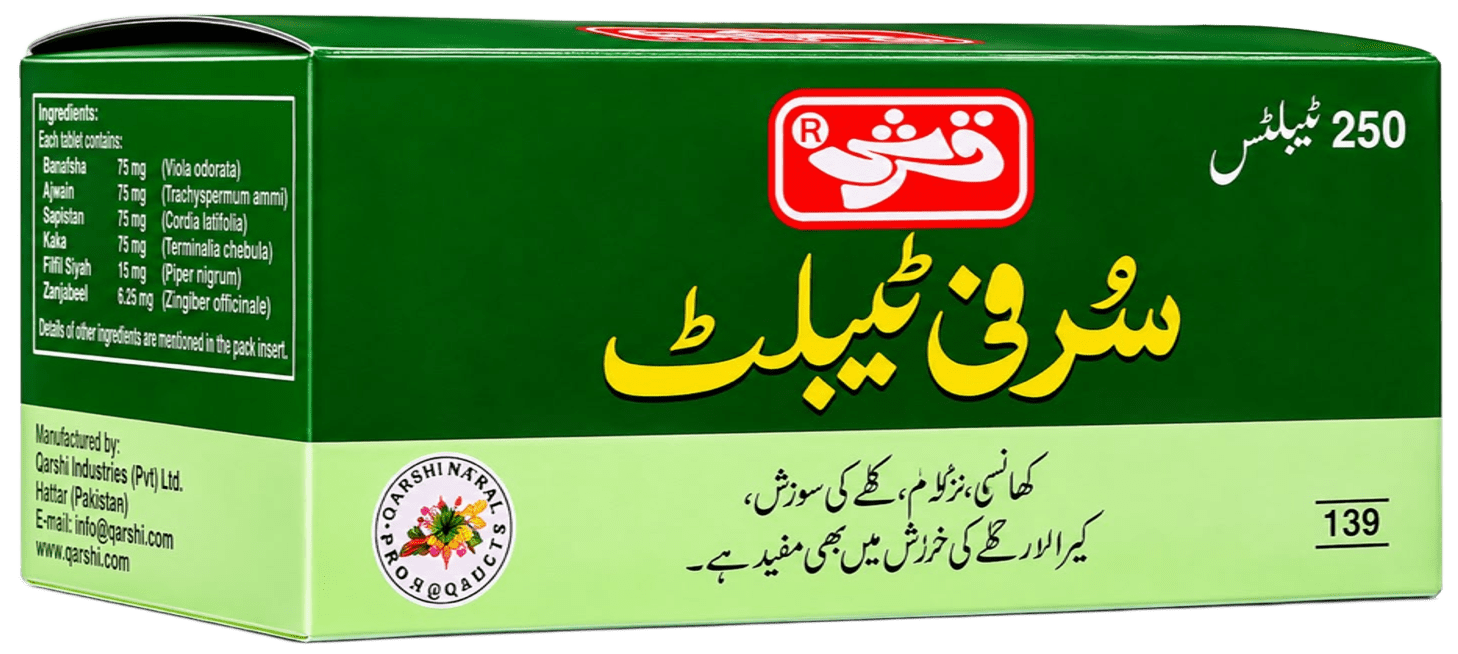 Ingredients:
Each tablet contains:
Banafsha 75 mg (Viola odorata)
Ajwain 75 mg (Trachyspermum ammi)
Sapistan 75 mg (Cordia latifolia)
Kaka 75 mg (Terminalia chebula)
Filfil Siyah 15 mg (Piper nigrum)
Zanjabeel 6.25 mg (Zingiber officinale)
Details of other ingredients are mentioned in the pack insert.
Manufactured by:
Qarshi Industries (Pvt) Ltd.
Hattar (Pakistan)
E-mail: info@qarshi.com
www.qarshi.com
قرشی ®
250 ٹیبلٹس
سُرفی ٹیبلٹ
کھانسی، نزلہ، گلے کی سوزش،
کی خراش میں بھی مفید ہے۔
139
QARSHI